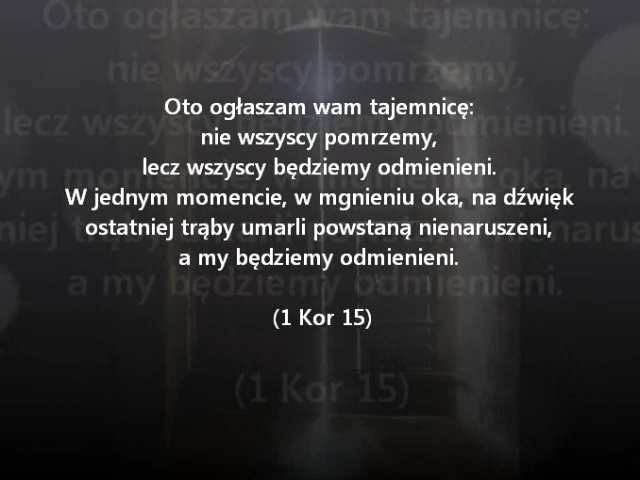 Oto ogłaszam wam tajemnicę:
nie wszyscy pomrzemy,
lecz wszyscy będziemy odmienieni.
W jednym momencie, w mgnieniu oka, na dźwięk
ostatniej trąby umarli powstaną nienaruszeni,
a my będziemy odmienieni.
(1 Kor 15)